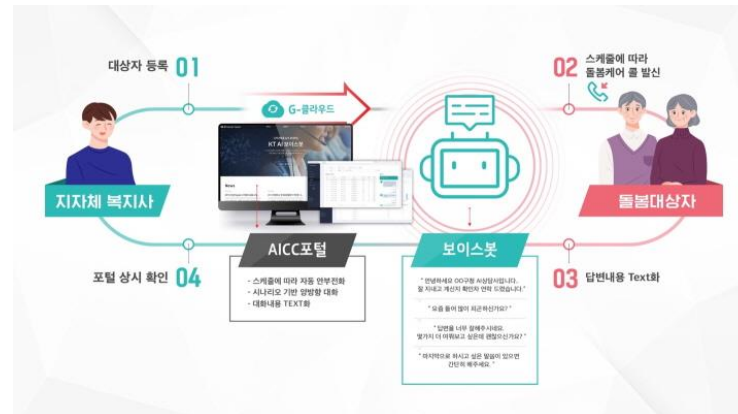 대상자 등록 01
02 스케줄에 따라
돌봄케어 콜 발신
G-클라우드
KT AI 보이스봇
News
지자체 복지사
돌봄대상자
AICC포털
보이스봇
포털 상시 확인 04
03 답변내용 Text화
- 스케줄에 따라 자동 안부전화
- 시나리오 기반 양방향 대화
- 대화내용 TEXT화
" 안녕하세요 OO구청 AI상담사입니다.
잘 지내고 계신지 확인차 연락 드렸습니다."
" 요즘 들어 많이 피곤하신가요? "
" 답변을 너무 잘해주시네요.
몇가지 더 여쭤보고 싶은데 괜찮으신가요? "
" 마지막으로 하시고 싶은 말씀이 있으면
간단히 해주세요. "